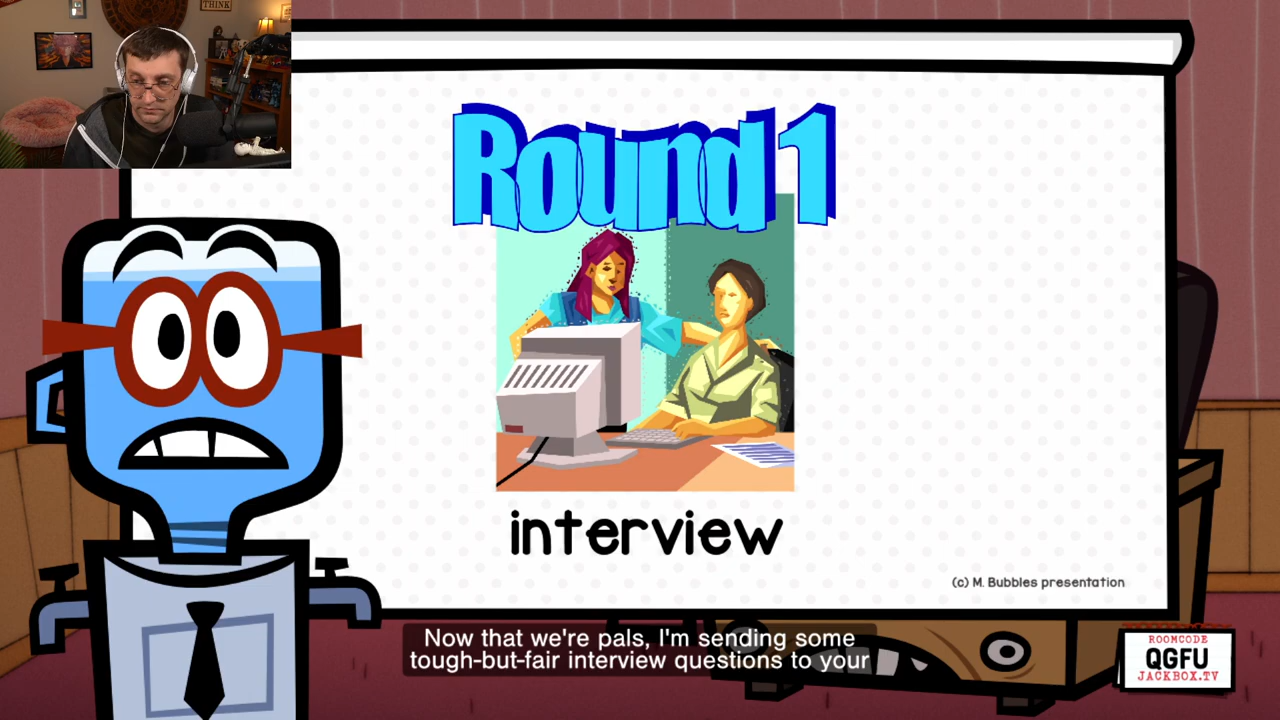 THINK
Round 1
interview
(c) M. Bubbles presentation
Now that we're pals, I'm sending some
tough-but-fair interview questions to your
ROOMCODE
QGFU
JACKBOX.TV